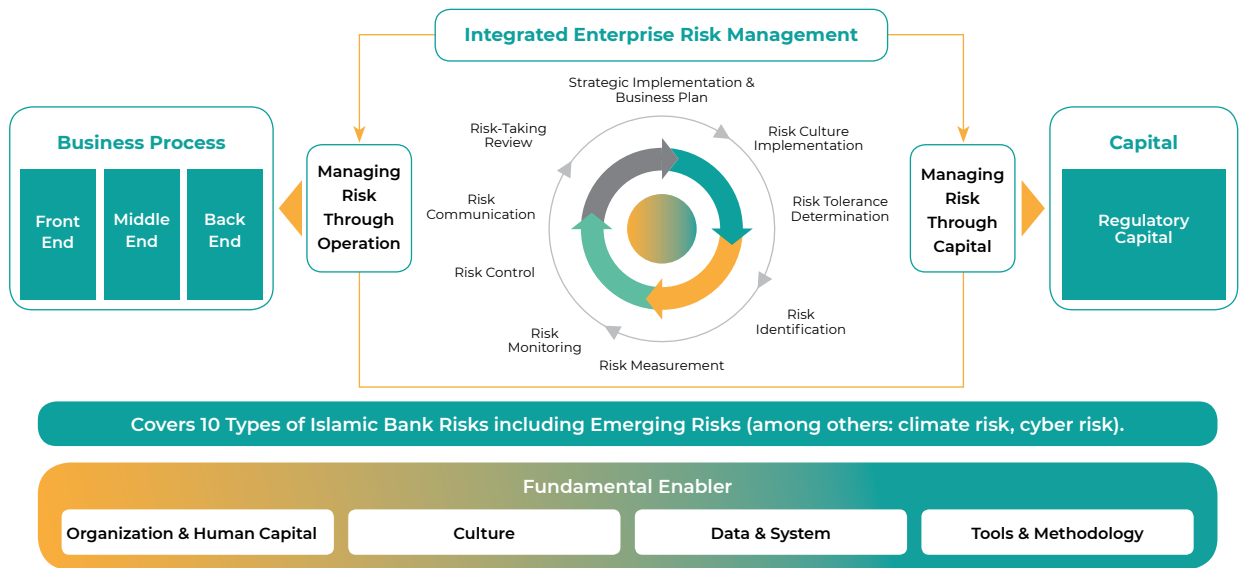 Integrated Enterprise Risk Management
Business Process
Front
End
Middle
End
Back
End
Managing
Risk
Through
Operation
Strategic Implementation &
Business Plan
Risk Culture
Implementation
Risk Tolerance
Determination
Risk
Identification
Risk Measurement
Risk
Monitoring
Risk Control
Risk
Communication
Risk-Taking
Review
Managing
Risk
Through
Capital
Capital
Regulatory
Capital
Covers 10 Types of Islamic Bank Risks including Emerging Risks (among others: climate risk, cyber risk).
Fundamental Enabler
Organization & Human Capital
Culture
Data & System
Tools & Methodology